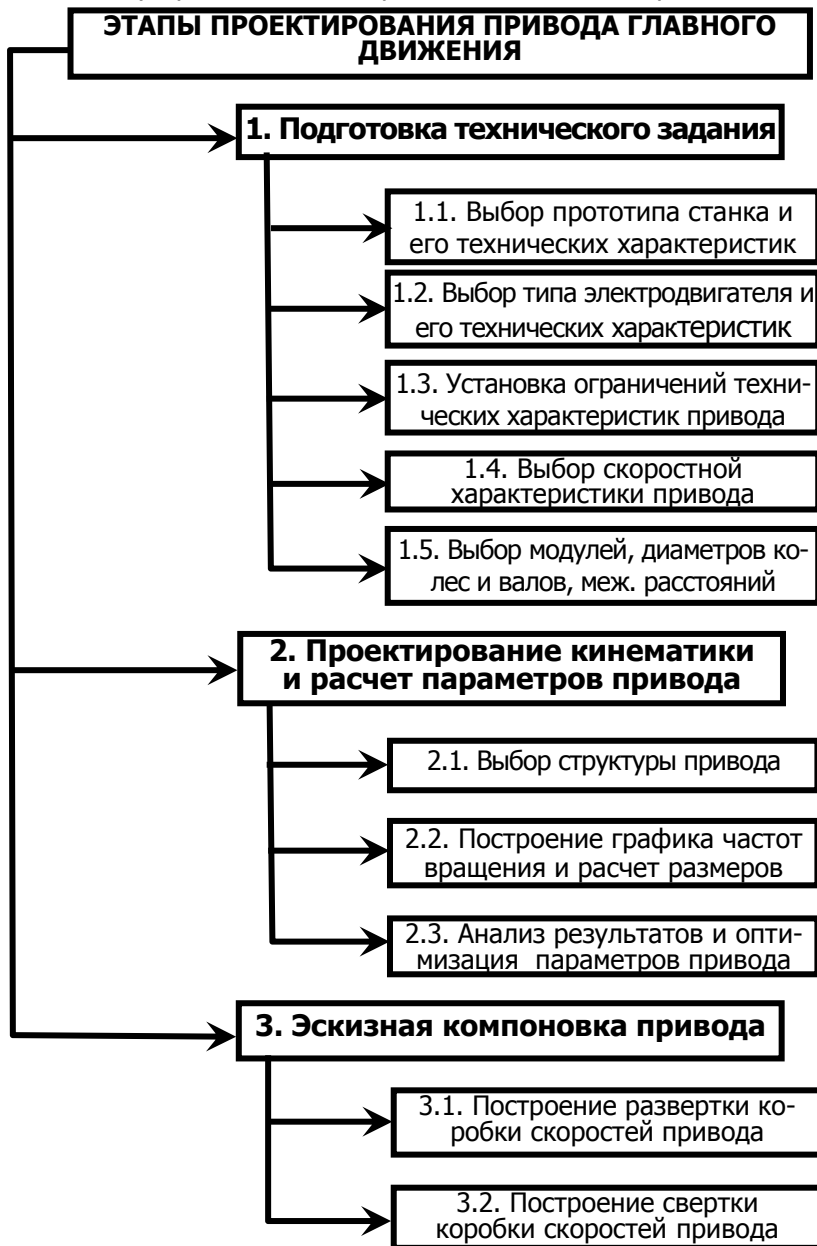 ЭТАПЫ ПРОЕКТИРОВАНИЯ ПРИВОДА ГЛАВНОГО
ДВИЖЕНИЯ
1. Подготовка технического задания
1.1. Выбор прототипа станка и
его технических характеристик
1.2. Выбор типа электродвигателя и
его технических характеристик
1.3. Установка ограничений техни-
ческих характеристик привода
1.4. Выбор скоростной
характеристики привода
1.5. Выбор модулей, диаметров ко-
лес и валов, меж. расстояний
2. Проектирование кинематики
и расчет параметров привода
2.1. Выбор структуры привода
2.2. Построение графика частот
вращения и расчет размеров
2.3. Анализ результатов и опти-
мизация параметров привода
3. Эскизная компоновка привода
3.1. Построение развертки ко-
робки скоростей привода
3.2. Построение свертки
коробки скоростей привода